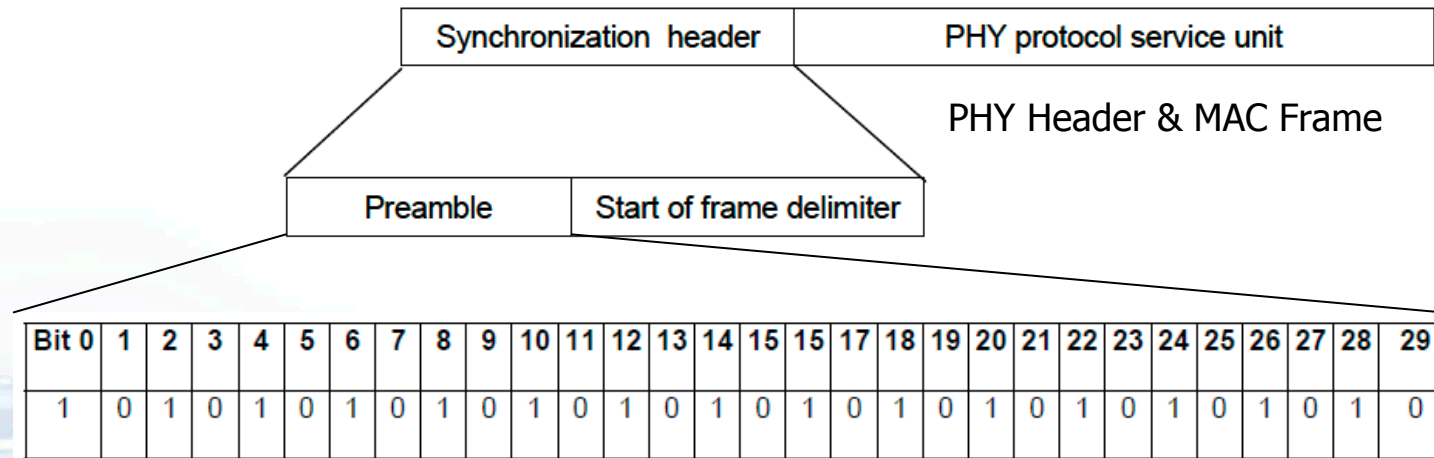 Synchronization header PHY protocol service unit
PHY Header & MAC Frame
Preamble Start of frame delimiter
Bit 0 1 2 3 4 5 6 7 8 9 10 11 12 13 14 15 15 17 18 19 20 21 22 23 24 25 26 27 28 29
1 0 1 0 1 0 1 0 1 0 1 0 1 0 1 0 1 0 1 0 1 0 1 0 1 0 1 0 1 0